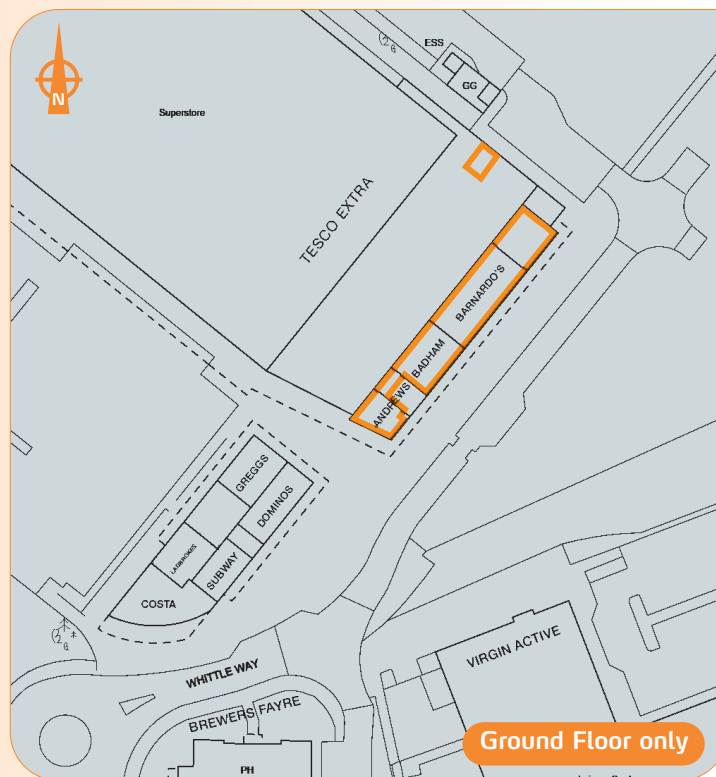 N
ESS
GG
Superstore
TESCO EXTRA
BARNARDO'S
BADHAM
ANDREWS
GREGGS
DOMINOS
LADBROKES
SUBWAY
COSTA
WHITTLE WAY
VIRGIN ACTIVE
BREWERS FAYRE
PH
Ground Floor only